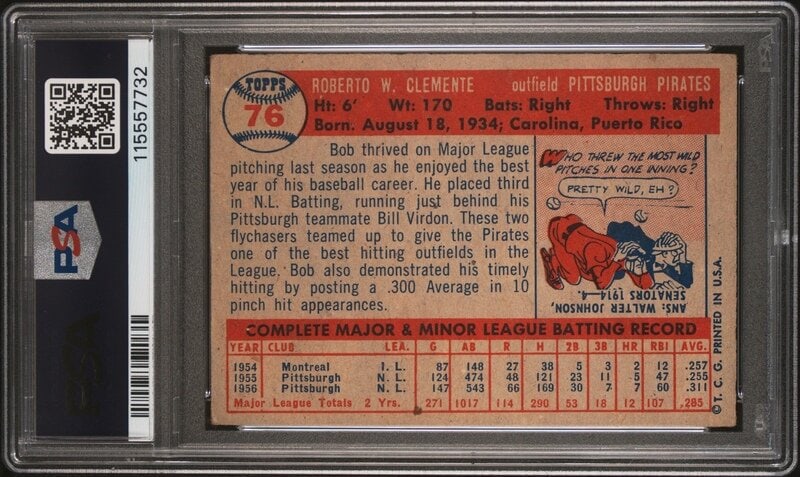 115557732
PSA
TOPPS
76
ROBERTO W. CLEMENTE outfield PITTSBURGH PIRATES
Ht: 6' Wt: 170 Bats: Right Throws: Right
Born: August 18, 1934; Carolina, Puerto Rico
Bob thrived on Major League
pitching last season as he enjoyed the best
year of his baseball career. He placed third
in N.L. Batting, running just behind his
Pittsburgh teammate Bill Virdon. These two
flychasers teamed up to give the Pirates
one of the best hitting outfields in the
League. Bob also demonstrated his timely
hitting by posting a .300 Average in 10
pinch hit appearances.
WHO THREW THE MOST WILD
PITCHES IN ONE INNING?
PRETTY WILD, EH?
ANS: WALTER JOHNSON,
SENATORS 1914—4
COMPLETE MAJOR & MINOR LEAGUE BATTING RECORD
YEAR CLUB LEA. G AB R H 2B 3B HR RBI AVG.
1954 Montreal I. L. 87 148 27 38 5 3 2 12 .257
1955 Pittsburgh N. L. 124 474 48 121 23 11 5 47 .255
1956 Pittsburgh N. L. 147 543 66 169 30 7 7 60 .311
Major League Totals 2 Yrs. 271 1017 114 290 53 18 12 107 .285
© T. C. G. PRINTED IN U.S.A.
PSA